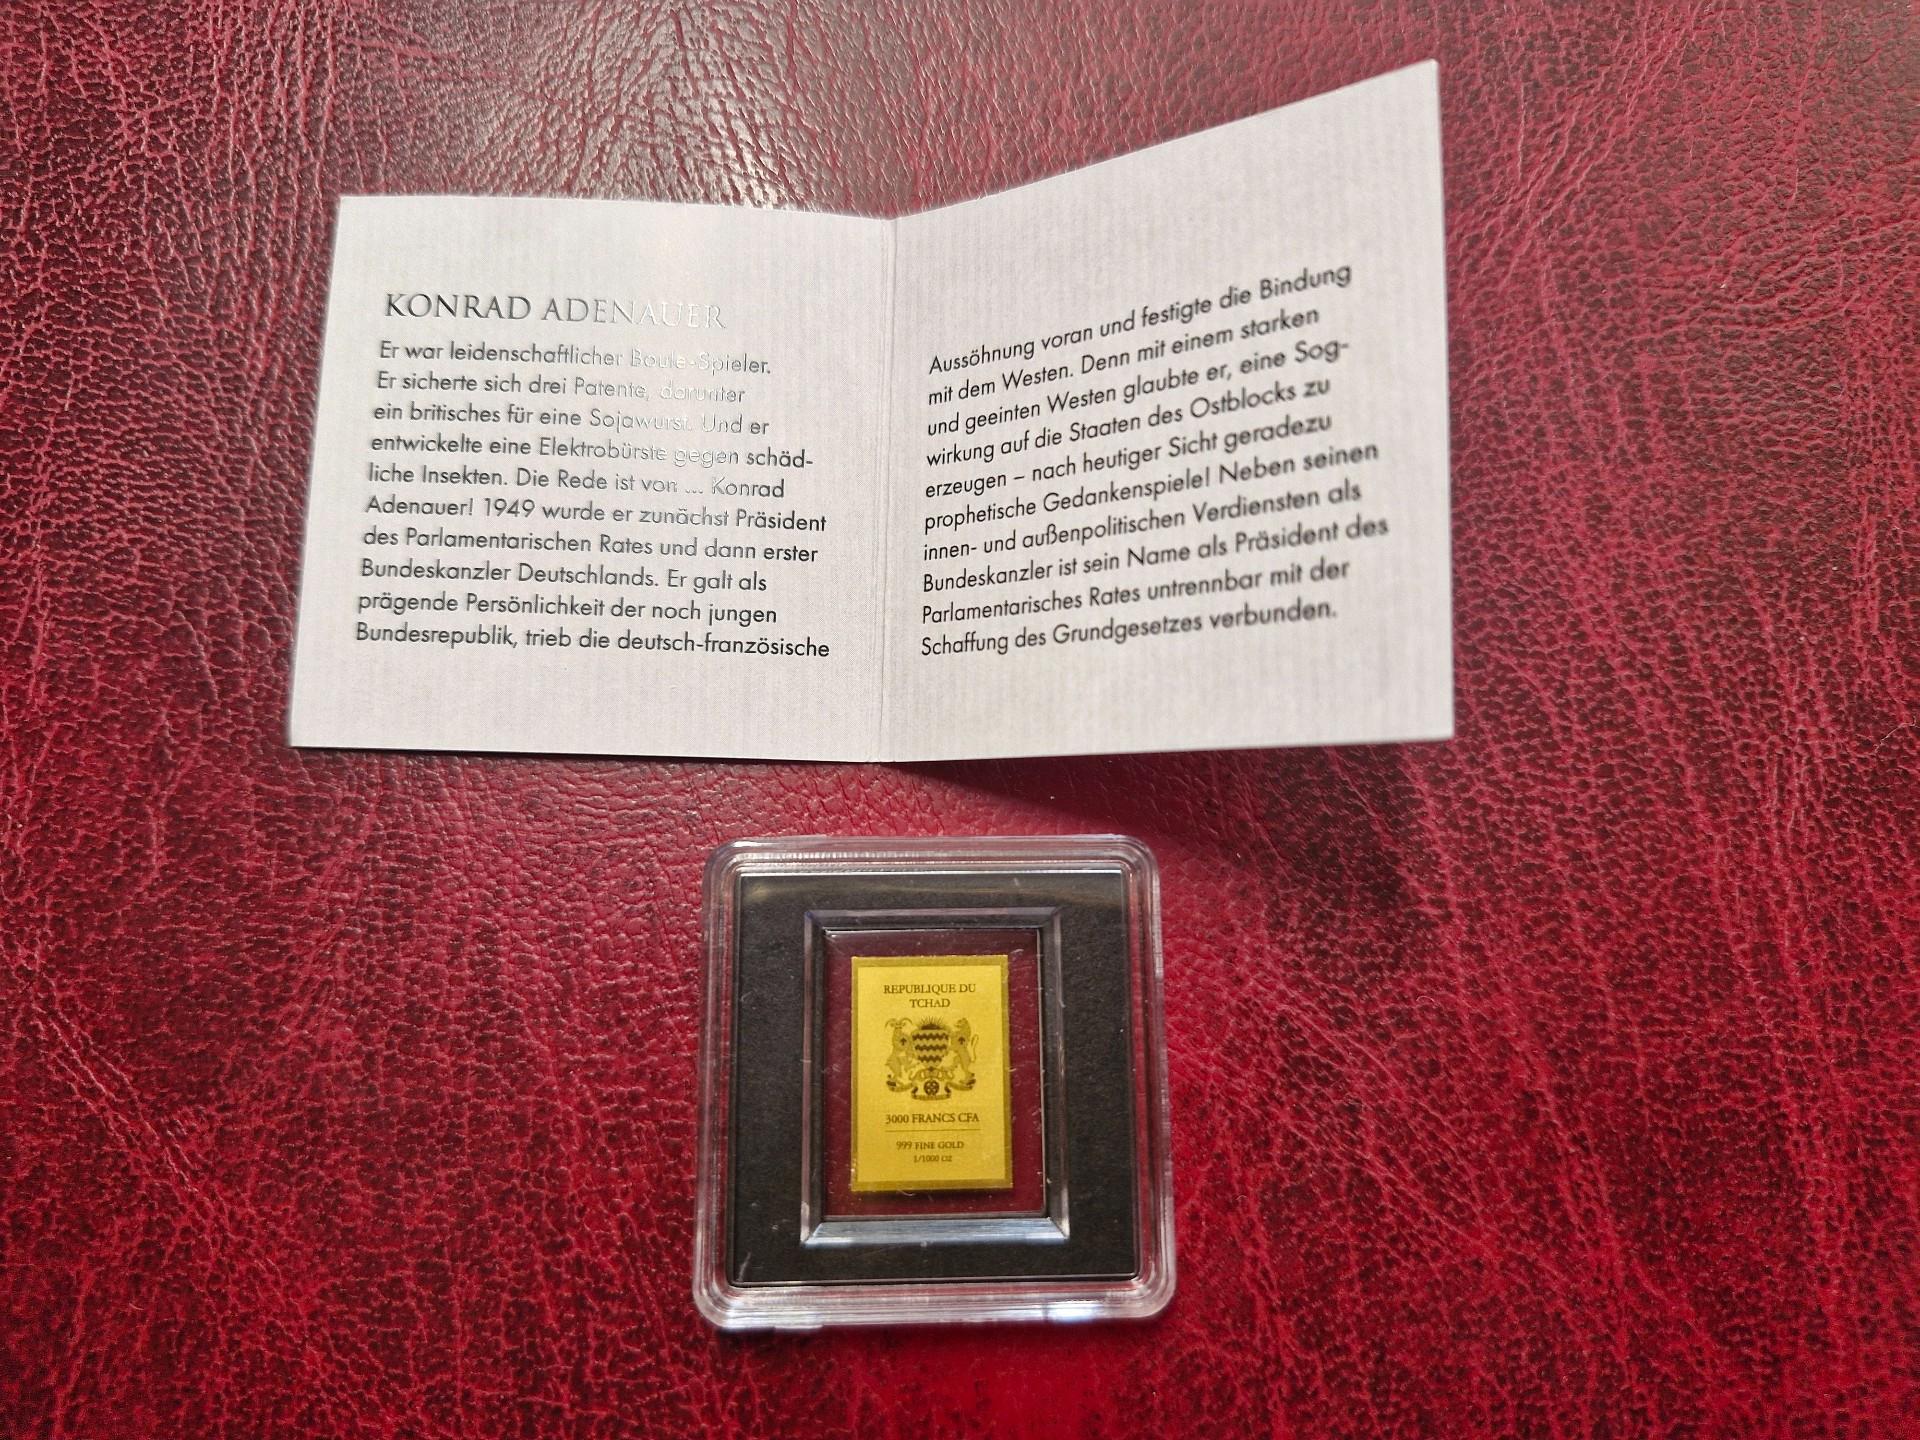 KONRAD ADENAUER
Er war leidenschaftlicher Boule-Spieler.
Er sicherte sich drei Patente, darunter
ein britisches für eine Sojawurst. Und er
entwickelte eine Elektrobürste gegen schäd-
liche Insekten. Die Rede ist von ... Konrad
Adenauer! 1949 wurde er zunächst Präsident
des Parlamentarischen Rates und dann erster
Bundeskanzler Deutschlands. Er galt als
prägende Persönlichkeit der noch jungen
Bundesrepublik, trieb die deutsch-französische
Aussöhnung voran und festigte die Bindung
mit dem Westen. Denn mit einem starken
und geeinten Westen glaubte er, eine Sog-
wirkung auf die Staaten des Ostblocks zu
erzeugen – nach heutiger Sicht geradezu
prophetische Gedankenspiele! Neben seinen
innen- und außenpolitischen Verdiensten als
Bundeskanzler ist sein Name als Präsident des
Parlamentarisches Rates untrennbar mit der
Schaffung des Grundgesetzes verbunden.
REPUBLIQUE DU
TCHAD
3000 FRANCS CFA
999 FINE GOLD
1/1000 OZ